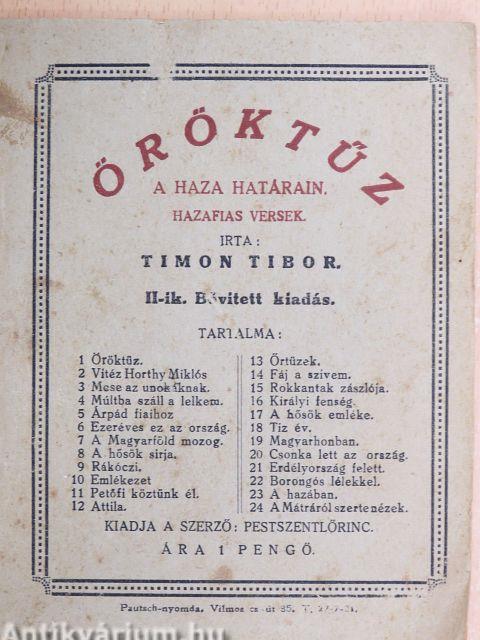 ÖRÖKTŰZ
A HAZA HATÁRAIN.
HAZAFIAS VERSEK.
IRTA:
TIMON TIBOR.
II-ik. Bővitett kiadás.
TARTALMA:
1 Öröktüz.
2 Vitéz Horthy Miklós
3 Mese az unokáknak.
4 Múltba száll a lelkem.
5 Árpád fiaihoz
6 Ezeréves ez az ország.
7 A Magyarföld mozog.
8 A hősök sirja.
9 Rákóczi.
10 Emlékezet
11 Petőfi köztünk él.
12 Attila.
13 Őrtüzek.
14 Fáj a szivem.
15 Rokkantak zászlója.
16 Királyi fenség.
17 A hősök emléke.
18 Tiz év.
19 Magyarhonban.
20 Csonka lett az ország.
21 Erdélyország felett.
22 Borongós lélekkel.
23 A hazában.
24 A Mátráról szertenézek.
KIADJA A SZERZŐ: PESTSZENTLŐRINC.
ÁRA 1 PENGŐ.
Pautsch-nyomda, Vilmos cs. út 35. T.
Antikvárium.hu